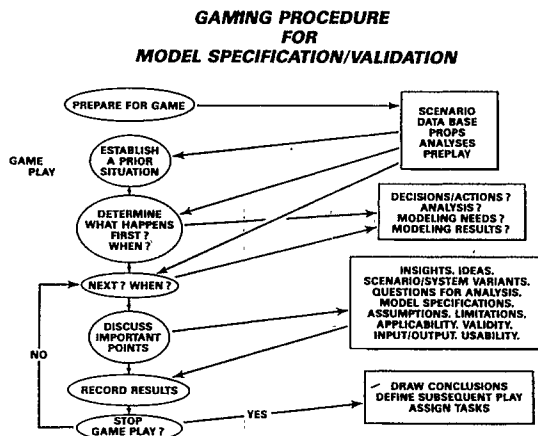 GAMING PROCEDURE
FOR
MODEL SPECIFICATION/VALIDATION
PREPARE FOR GAME
SCENARIO
DATA BASE
PROPS
ANALYSES
PREPLAY
GAME
PLAY
ESTABLISH
A PRIOR
SITUATION
DETERMINE
WHAT HAPPENS
FIRST ?
WHEN ?
DECISIONS/ACTIONS ?
ANALYSIS ?
MODELING NEEDS ?
MODELING RESULTS ?
NEXT ? WHEN ?
INSIGHTS. IDEAS.
SCENARIO/SYSTEM VARIANTS.
QUESTIONS FOR ANALYSIS.
MODEL SPECIFICATIONS.
ASSUMPTIONS. LIMITATIONS.
APPLICABILITY. VALIDITY.
INPUT/OUTPUT. USABILITY.
DISCUSS
IMPORTANT
POINTS
NO
RECORD RESULTS
STOP
GAME PLAY ?
YES
DRAW CONCLUSIONS
DEFINE SUBSEQUENT PLAY
ASSIGN TASKS